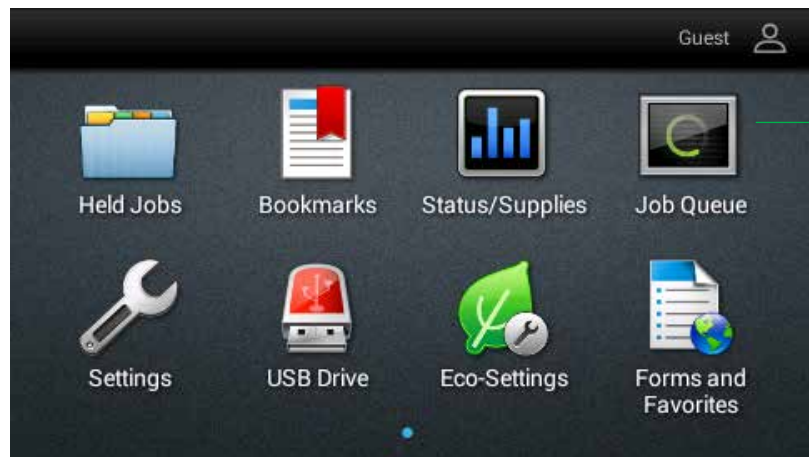 Guest
Held Jobs
Bookmarks
Status/Supplies
Job Queue
Settings
USB Drive
Eco-Settings
Forms and
Favorites